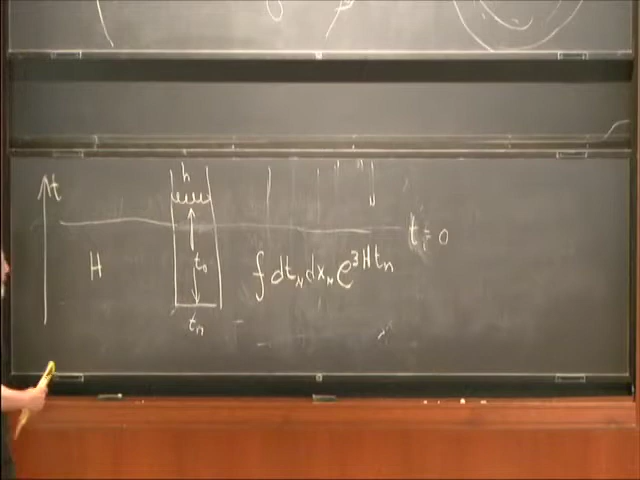 t
h
t = 0
H
t₀
∫ dtₙ dxₙ e^{3Htₙ}
tₙ